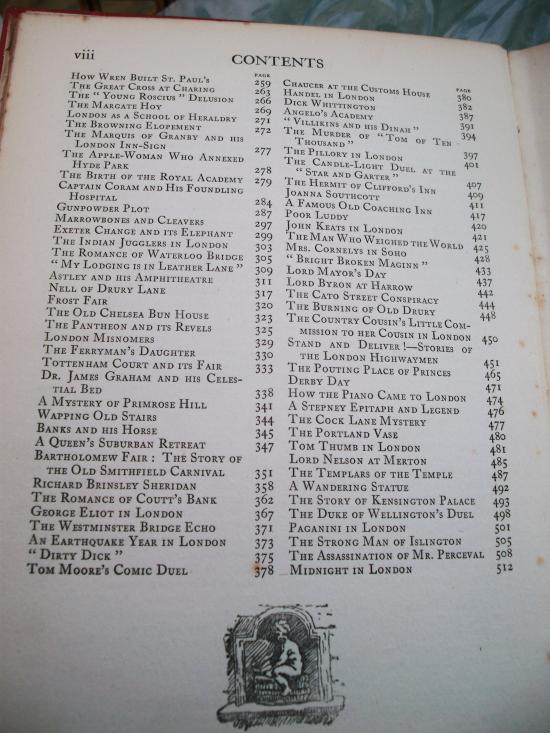 viii
CONTENTS
PAGE
How Wren Built St. Paul's 259
The Great Cross at Charing 263
The "Young Roscius" Delusion 266
The Margate Hoy 269
London as a School of Heraldry 271
The Browning Elopement 272
The Marquis of Granby and his
London Inn-Sign 277
The Apple-Woman Who Annexed
Hyde Park 278
The Birth of the Royal Academy 279
Captain Coram and His Foundling
Hospital 284
Gunpowder Plot 287
Marrowbones and Cleavers 297
Exeter Change and its Elephant 299
The Indian Jugglers in London 303
The Romance of Waterloo Bridge 305
"My Lodging is in Leather Lane" 309
Astley and his Amphitheatre 311
Nell of Drury Lane 317
Frost Fair 320
The Old Chelsea Bun House 323
The Pantheon and its Revels 325
London Misnomers 329
The Ferryman's Daughter 330
Tottenham Court and its Fair 333
Dr. James Graham and his Celes-
tial Bed 338
A Mystery of Primrose Hill 341
Wapping Old Stairs 344
Banks and his Horse 345
A Queen's Suburban Retreat 347
Bartholomew Fair: The Story of
the Old Smithfield Carnival 351
Richard Brinsley Sheridan 358
The Romance of Coutt's Bank 362
George Eliot in London 367
The Westminster Bridge Echo 371
An Earthquake Year in London 373
"Dirty Dick" 375
Tom Moore's Comic Duel 378
PAGE
Chaucer at the Customs House 380
Handel in London 382
Dick Whittington 387
Angelo's Academy 391
"Villikins and his Dinah" 394
The Murder of "Tom of Ten
Thousand" 397
The Pillory in London 401
The Candle-Light Duel at the
"Star and Garter" 407
The Hermit of Clifford's Inn 409
Joanna Southcott 411
A Famous Old Coaching Inn 417
Poor Luddy 420
John Keats in London 421
The Man Who Weighed the World 425
Mrs. Cornelys in Soho 428
"Bright Broken Maginn" 433
Lord Mayor's Day 437
Lord Byron at Harrow 442
The Cato Street Conspiracy 444
The Burning of Old Drury 448
The Country Cousin's Little Com-
mission to her Cousin in London 450
Stand and Deliver!—Stories of
the London Highwaymen 451
The Pouting Place of Princes 465
Derby Day 471
How the Piano Came to London 474
A Stepney Epitaph and Legend 476
The Cock Lane Mystery 477
The Portland Vase 480
Tom Thumb in London 481
Lord Nelson at Merton 485
The Templars of the Temple 487
A Wandering Statue 492
The Story of Kensington Palace 493
The Duke of Wellington's Duel 498
Paganini in London 501
The Strong Man of Islington 505
The Assassination of Mr. Perceval 508
Midnight in London 512